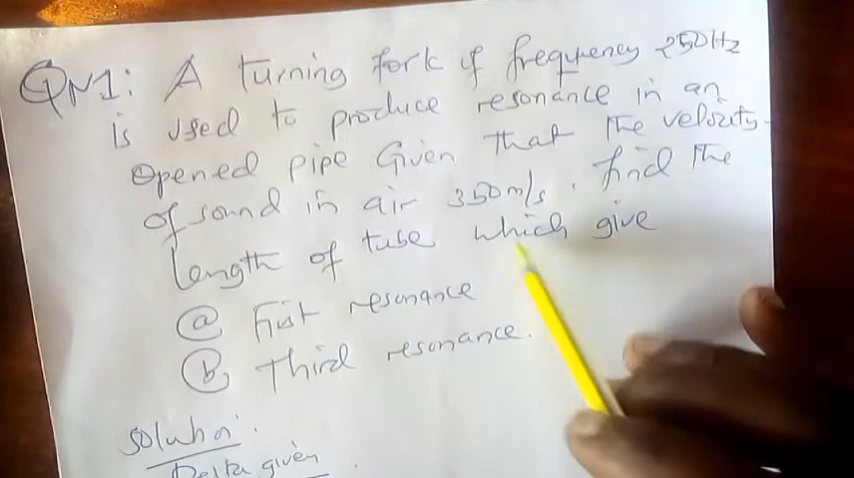 QN1: A turning fork of frequency 250Hz
is used to produce resonance in an
opened pipe Given that the velocity
of sound in air 350m/s. find the
length of tube which give
(a) First resonance
(b) Third resonance.
Soluhn:
Data given